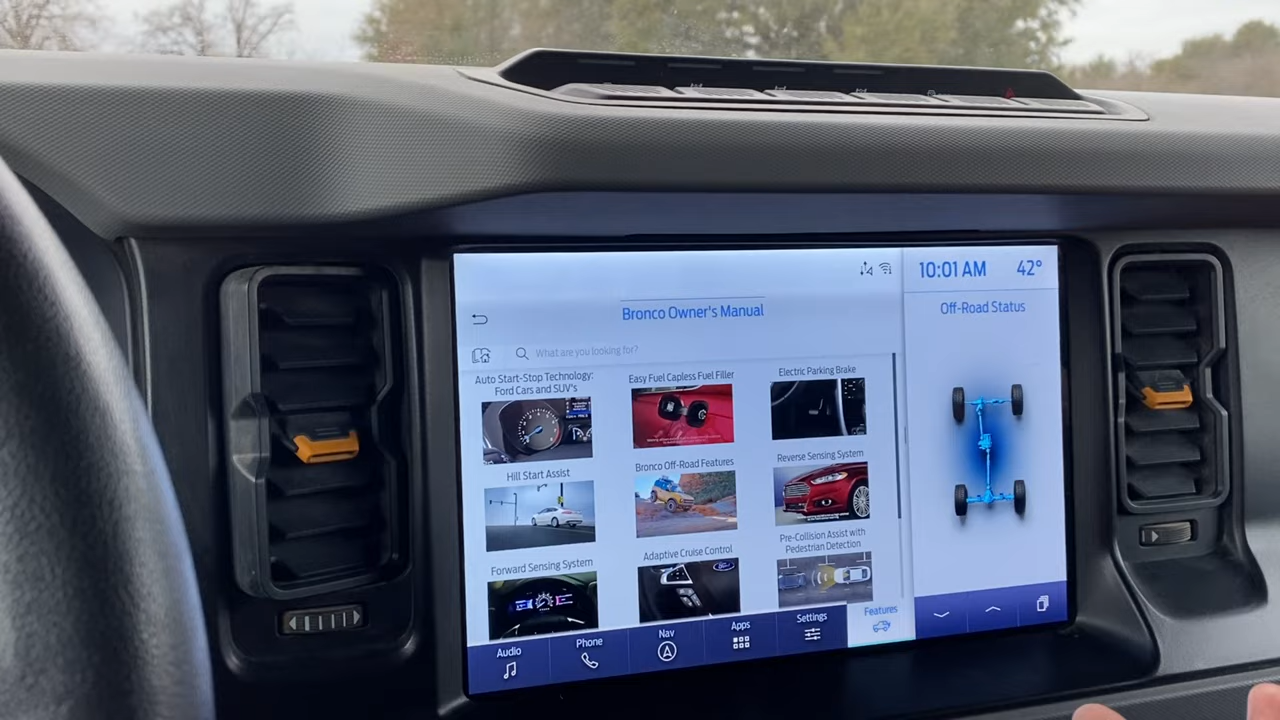 10:01 AM 42°
Bronco Owner's Manual
Off-Road Status
What are you looking for?
Auto Start-Stop Technology:
Ford Cars and SUV's
Easy Fuel Capless Fuel Filler
Electric Parking Brake
Hill Start Assist
Bronco Off-Road Features
Reverse Sensing System
Forward Sensing System
Adaptive Cruise Control
Pre-Collision Assist with
Pedestrian Detection
Audio
Phone
Nav
Apps
Settings
Features